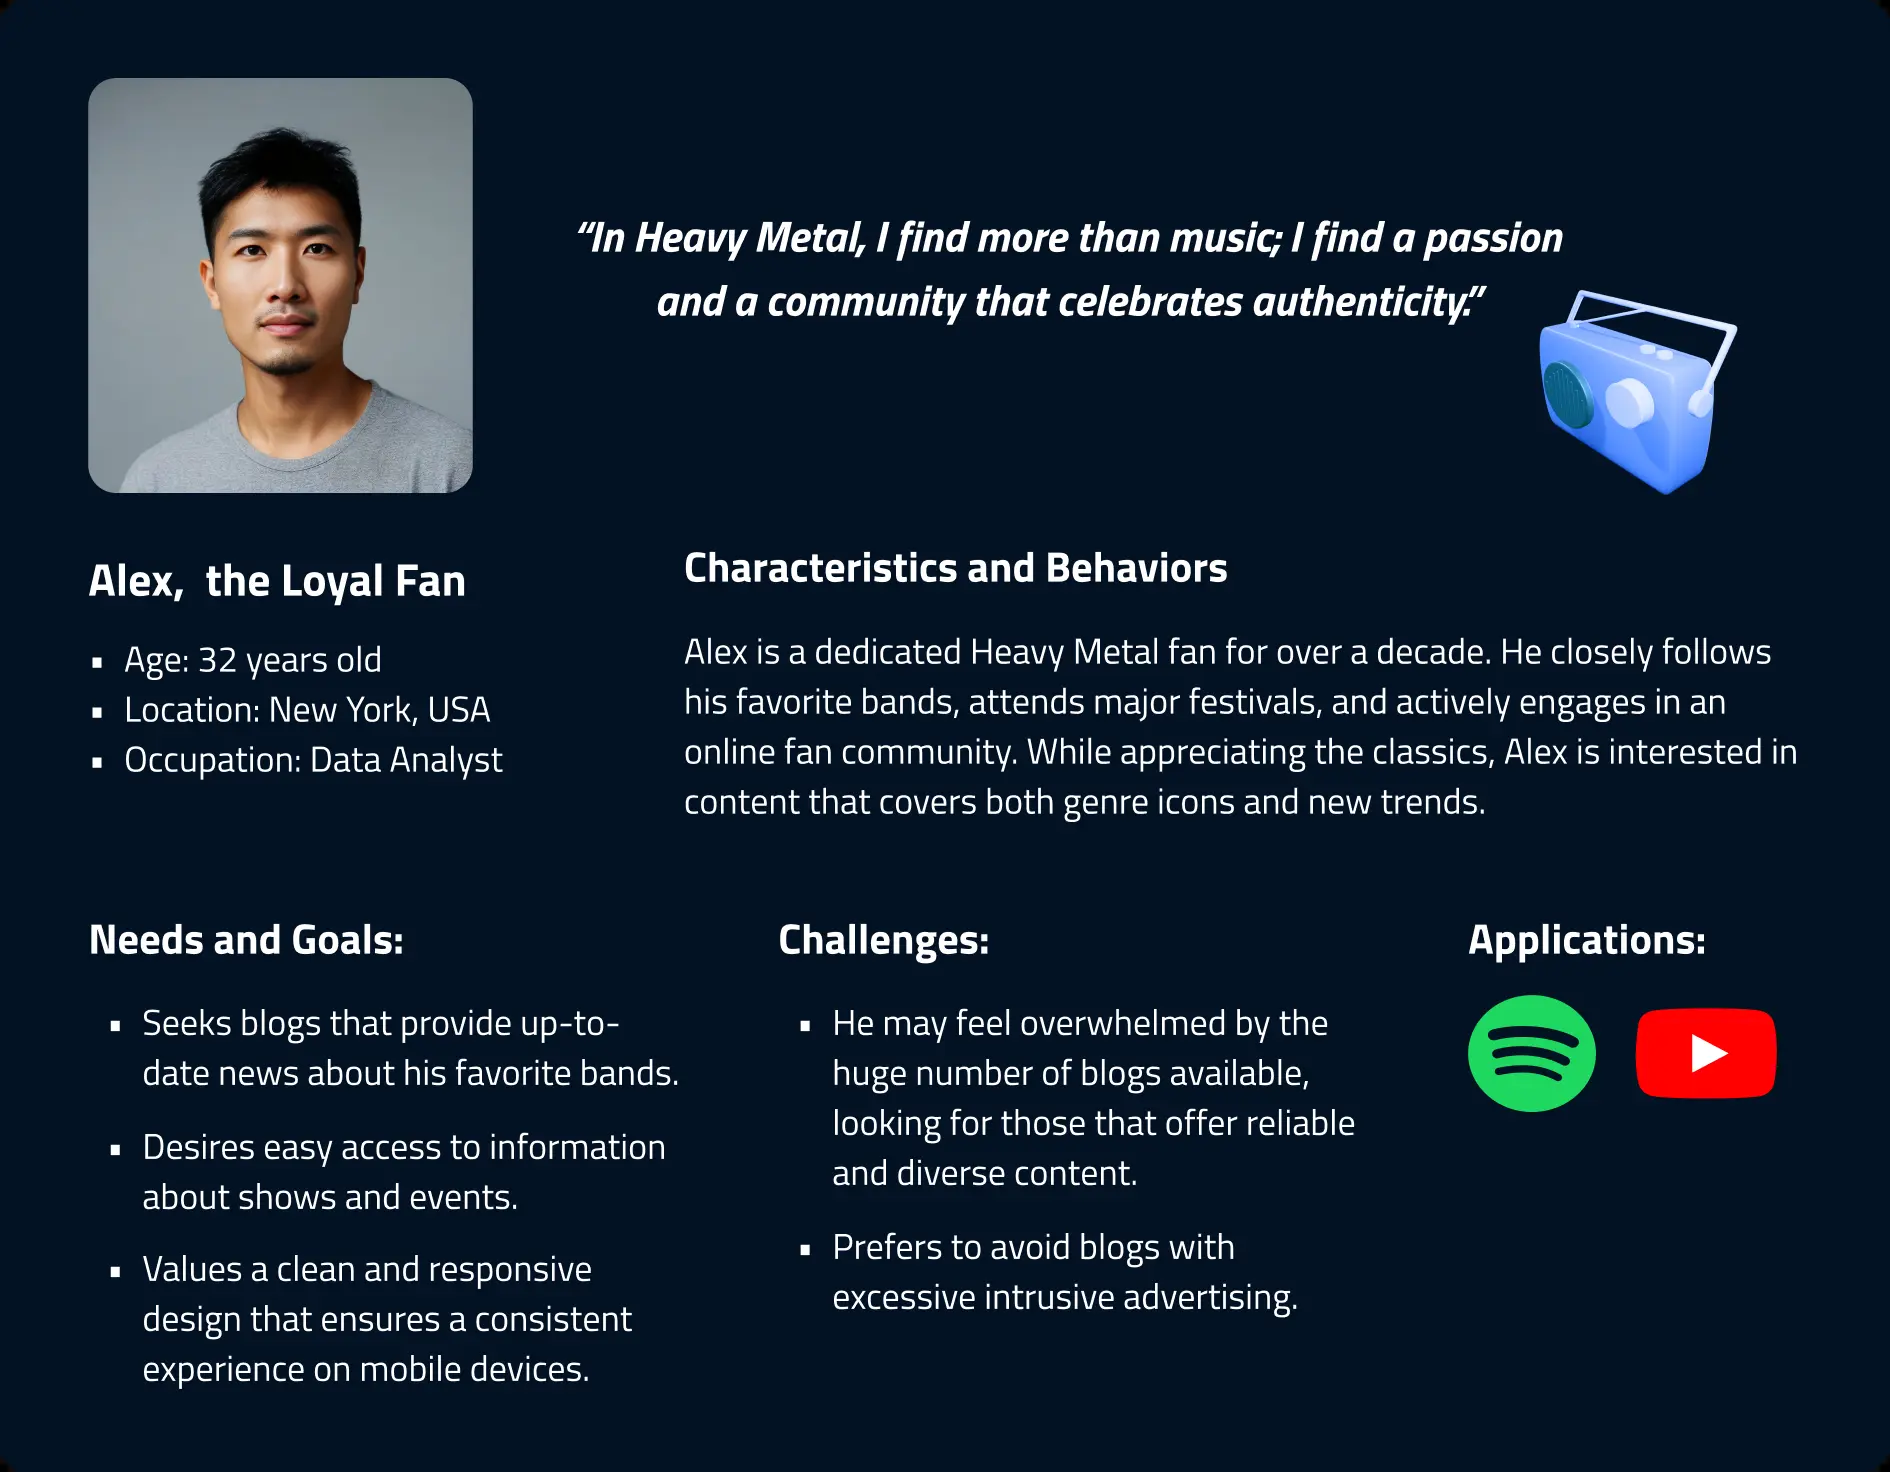 “In Heavy Metal, I find more than music; I find a passion
and a community that celebrates authenticity.”
Alex,  the Loyal Fan
▪ Age: 32 years old
▪ Location: New York, USA
▪ Occupation: Data Analyst
Characteristics and Behaviors
Alex is a dedicated Heavy Metal fan for over a decade. He closely follows
his favorite bands, attends major festivals, and actively engages in an
online fan community. While appreciating the classics, Alex is interested in
content that covers both genre icons and new trends.
Needs and Goals:
▪ Seeks blogs that provide up-to-
date news about his favorite bands.
▪ Desires easy access to information
about shows and events.
▪ Values a clean and responsive
design that ensures a consistent
experience on mobile devices.
Challenges:
▪ He may feel overwhelmed by the
huge number of blogs available,
looking for those that offer reliable
and diverse content.
▪ Prefers to avoid blogs with
excessive intrusive advertising.
Applications: